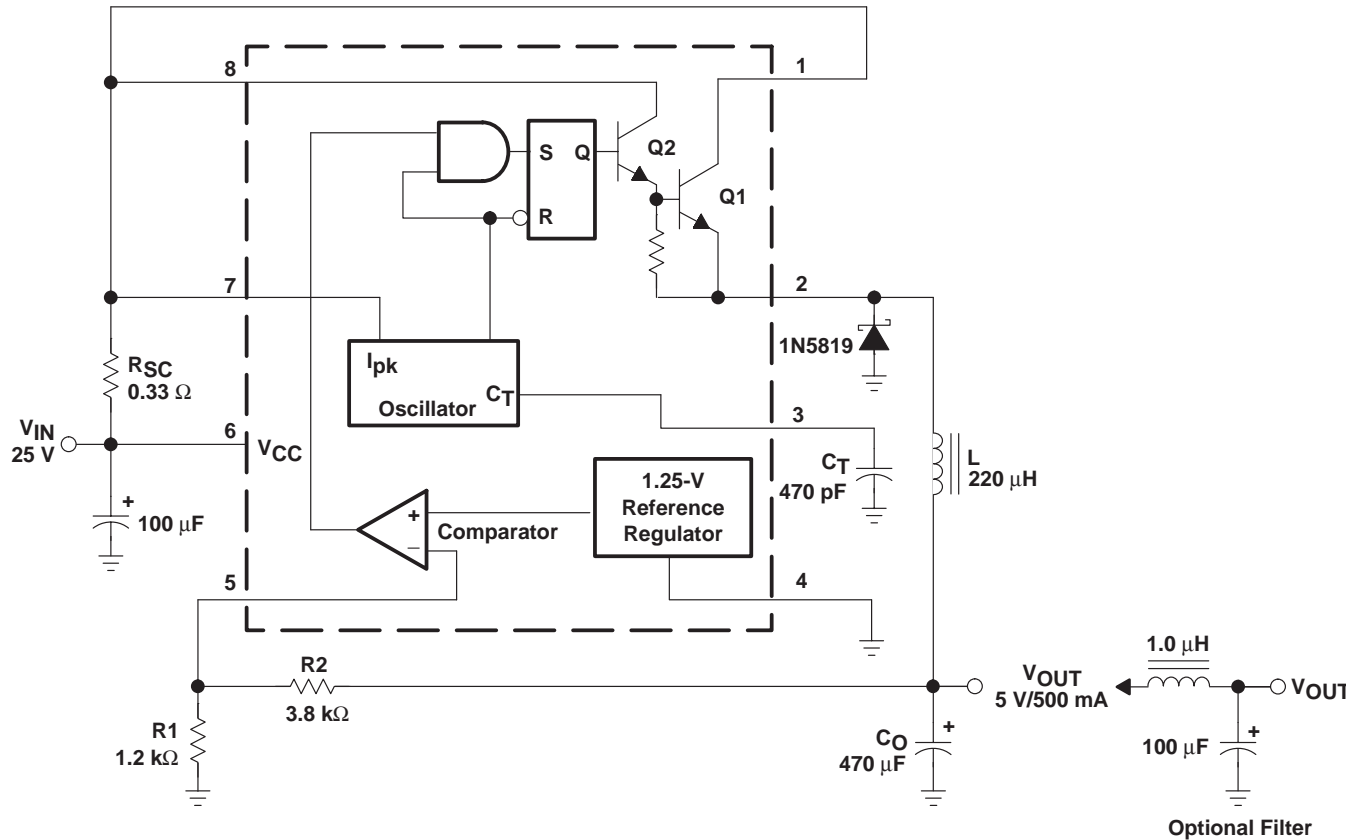 8
1
S
Q
Q2
R
Q1
7
2
Ipk
CT
Oscillator
1N5819
RSC
0.33 Ω
3
VIN
25 V
6
VCC
CT
470 pF
L
220 μH
100 μF
+
+
–
Comparator
1.25-V
Reference
Regulator
5
4
R2
3.8 kΩ
R1
1.2 kΩ
VOUT
5 V/500 mA
1.0 μH
VOUT
CO
470 μF
+
100 μF
+
Optional Filter